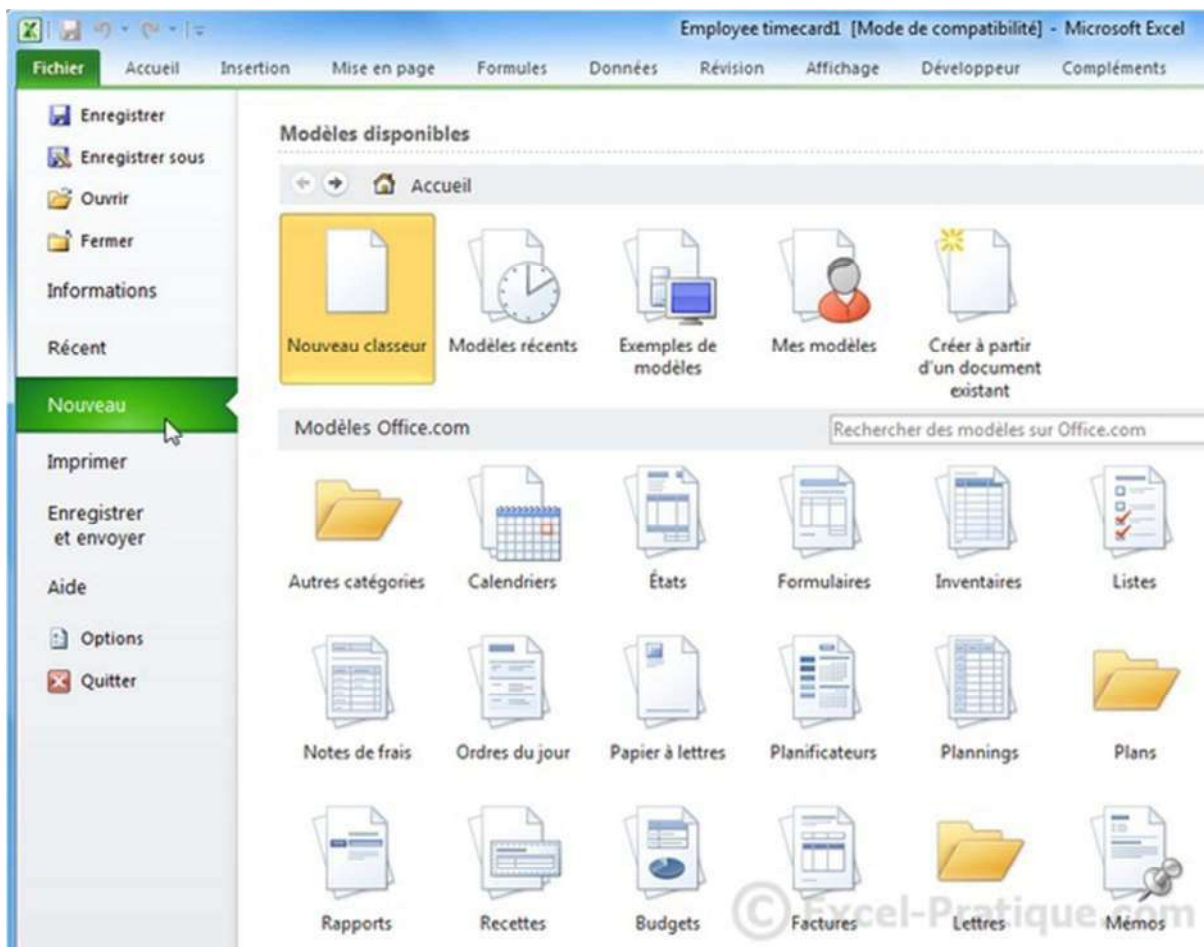 Employee timecard1 [Mode de compatibilité] - Microsoft Excel
Fichier Accueil Insertion Mise en page Formules Données Révision Affichage Développeur Compléments
Enregistrer
Enregistrer sous
Ouvrir
Fermer
Informations
Récent
Nouveau
Imprimer
Enregistrer
et envoyer
Aide
Options
Quitter
Modèles disponibles
Accueil
Nouveau classeur Modèles récents Exemples de modèles Mes modèles Créer à partir d'un document existant
Modèles Office.com Rechercher des modèles sur Office.com
Autres catégories Calendriers États Formulaires Inventaires Listes
Notes de frais Ordres du jour Papier à lettres Planificateurs Plannings Plans
Rapports Recettes Budgets Factures Lettres Mémos
© Excel-Pratique.com